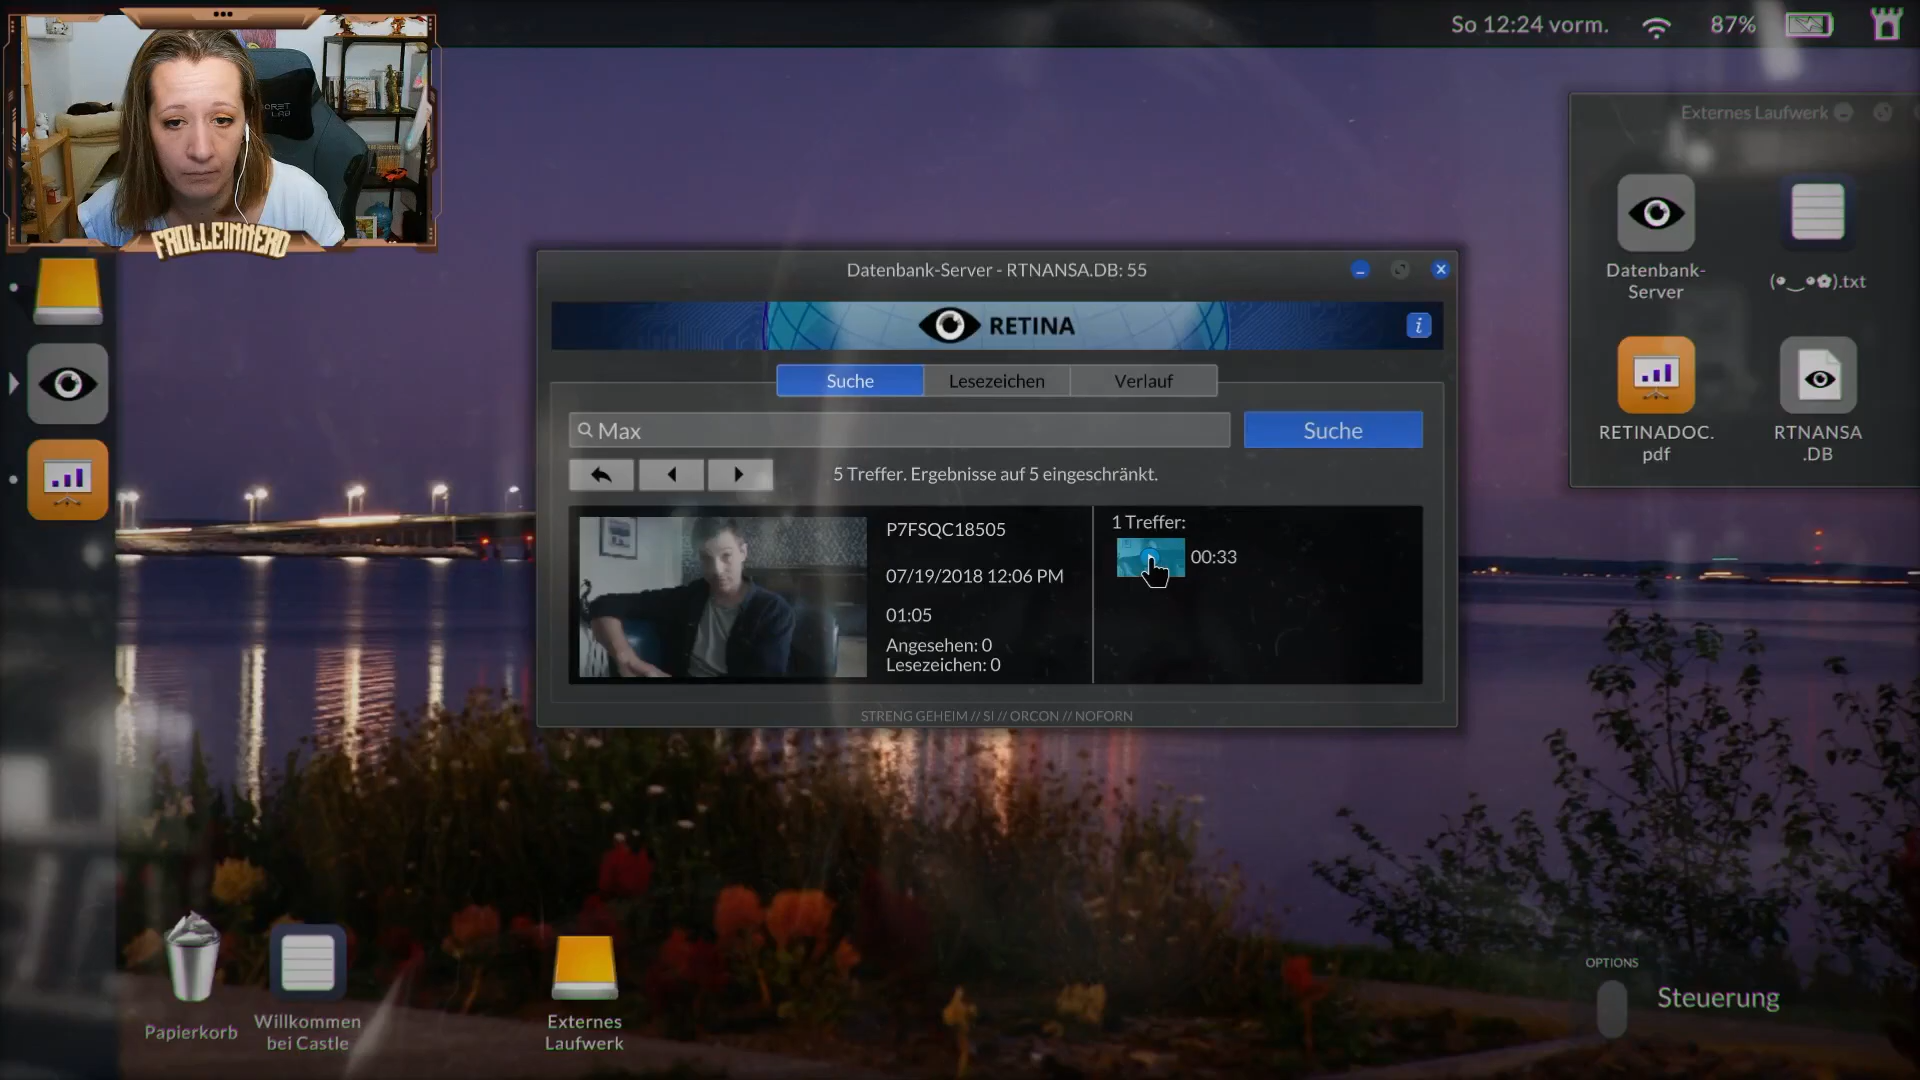 So 12:24 vorm.
87%
FROLLEINNERD
Externes Laufwerk
Datenbank-
Server
(•‿•✿).txt
RETINADOC.
pdf
RTNANSA
.DB
Datenbank-Server - RTNANSA.DB: 55
RETINA
i
Suche
Lesezeichen
Verlauf
Max
Suche
5 Treffer. Ergebnisse auf 5 eingeschränkt.
P7FSQC18505
07/19/2018 12:06 PM
01:05
Angesehen: 0
Lesezeichen: 0
1 Treffer:
00:33
STRENG GEHEIM // SI // ORCON // NOFORN
Papierkorb
Willkommen
bei Castle
Externes
Laufwerk
OPTIONS
Steuerung